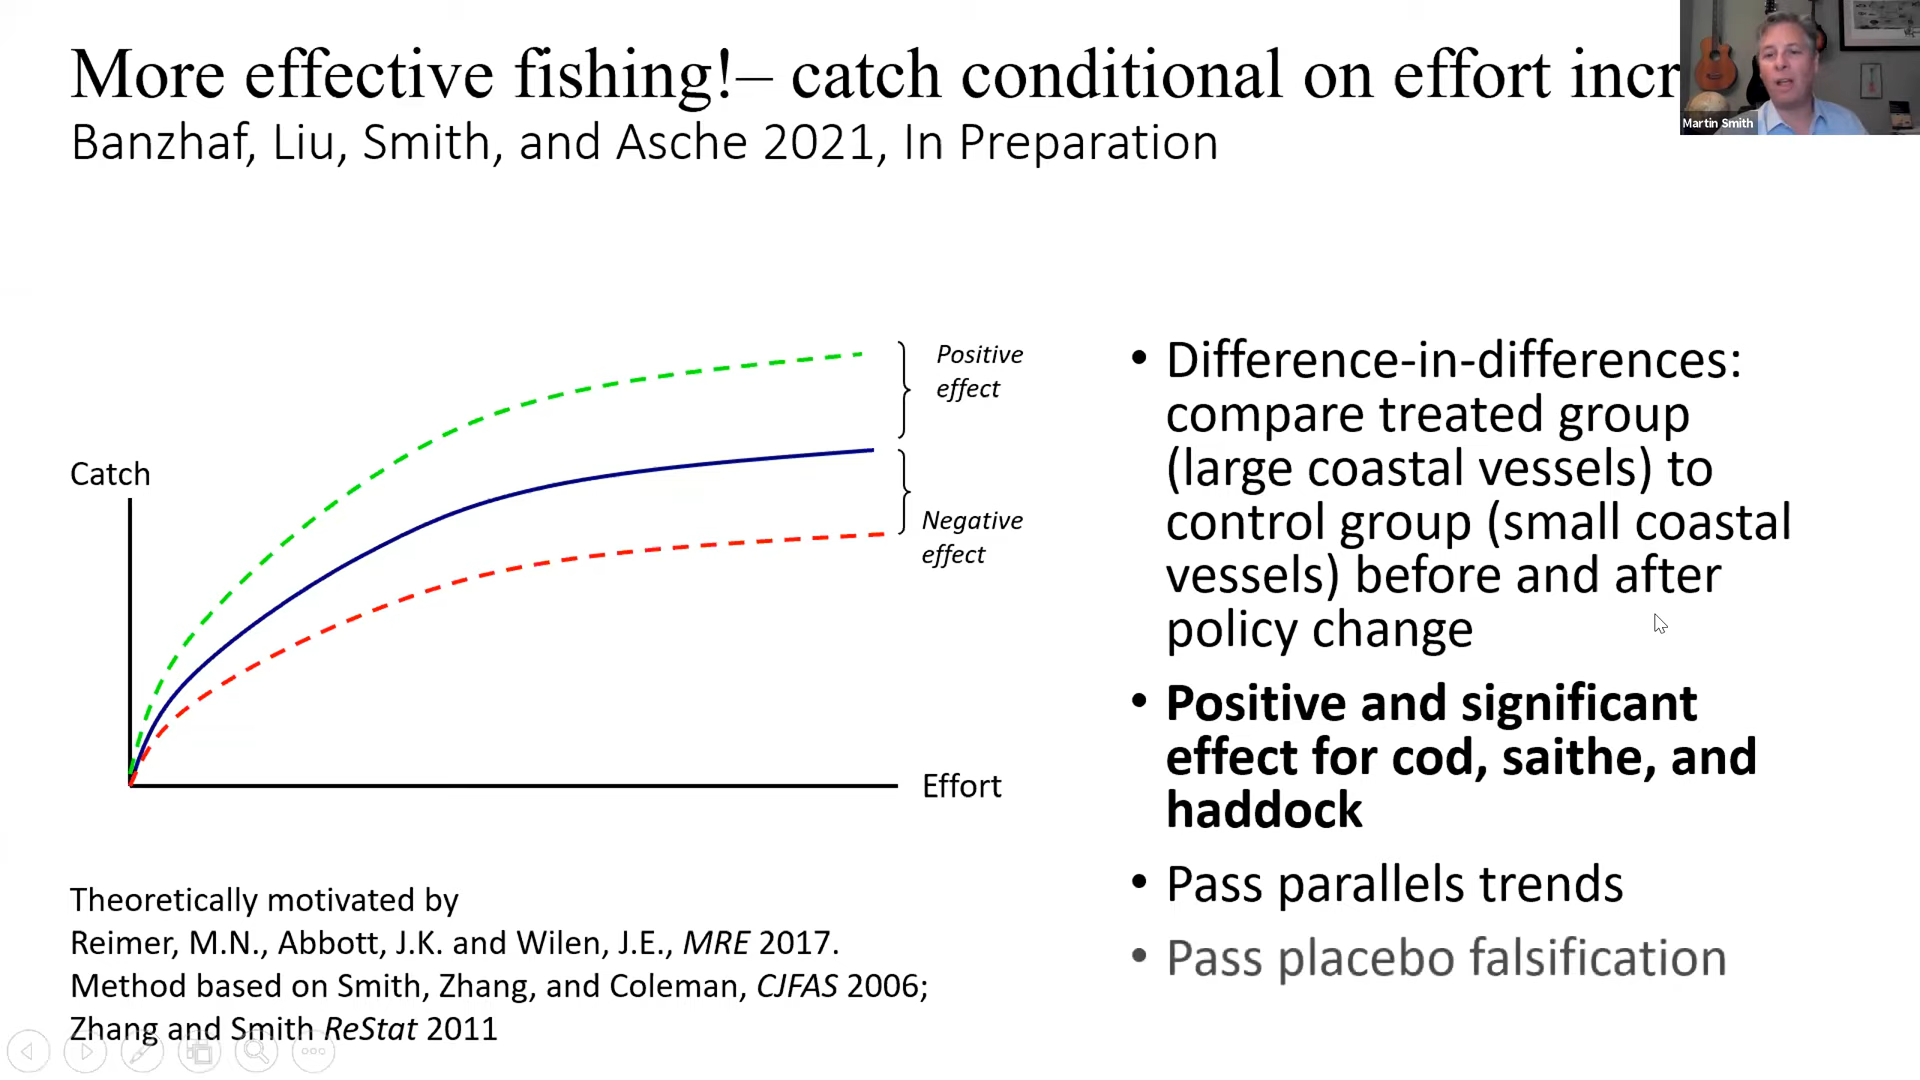 More effective fishing!– catch conditional on effort incr
Banzhaf, Liu, Smith, and Asche 2021, In Preparation
Martin Smith
Positive
effect
Catch
Negative
effect
Effort
Theoretically motivated by
Reimer, M.N., Abbott, J.K. and Wilen, J.E., MRE 2017.
Method based on Smith, Zhang, and Coleman, CJFAS 2006;
Zhang and Smith ReStat 2011
• Difference-in-differences:
compare treated group
(large coastal vessels) to
control group (small coastal
vessels) before and after
policy change
• Positive and significant
effect for cod, saithe, and
haddock
• Pass parallels trends
• Pass placebo falsification